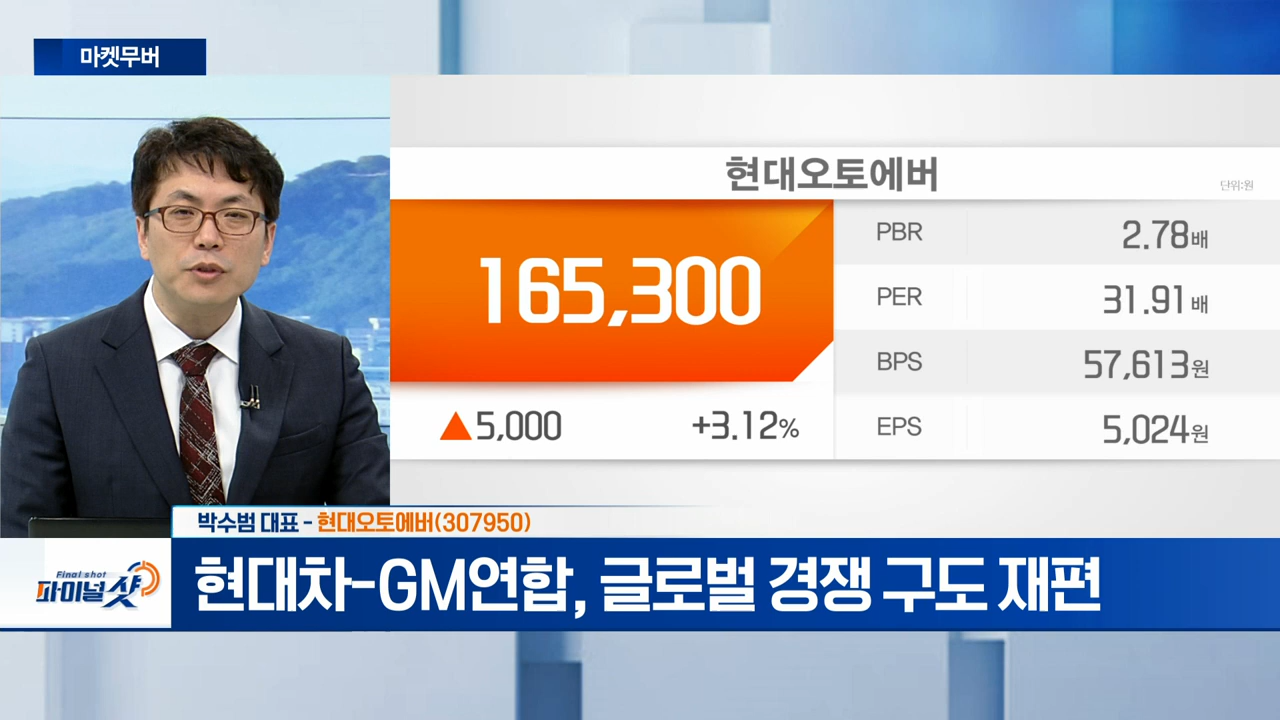 마켓무버
현대오토에버
단위:원
165,300
▲5,000 +3.12%
PBR 2.78배
PER 31.91배
BPS 57,613원
EPS 5,024원
박수범 대표 - 현대오토에버(307950)
Final shot
파이널샷
현대차-GM연합, 글로벌 경쟁 구도 재편